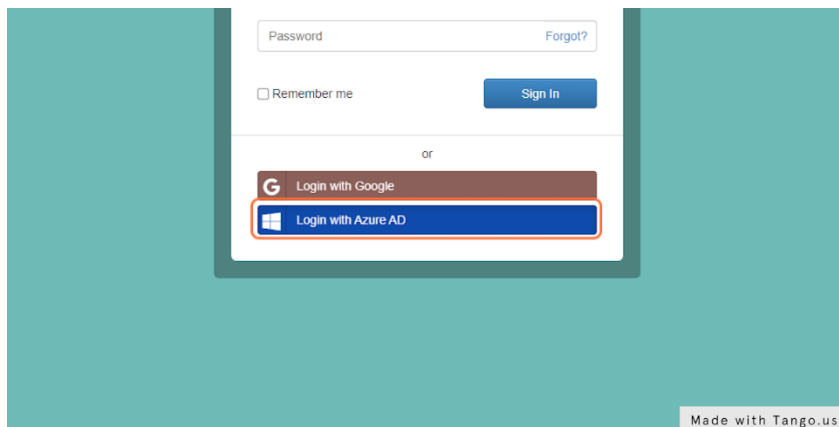 Password Forgot?
Remember me Sign In
or
G Login with Google
Login with Azure AD
Made with Tango.us